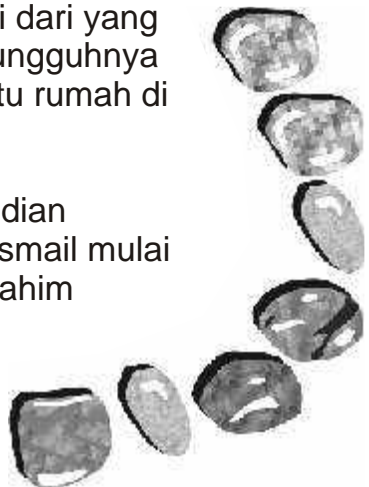 i dari yang
ungguhnya
tu rumah di
dian
smail mulai
ahim